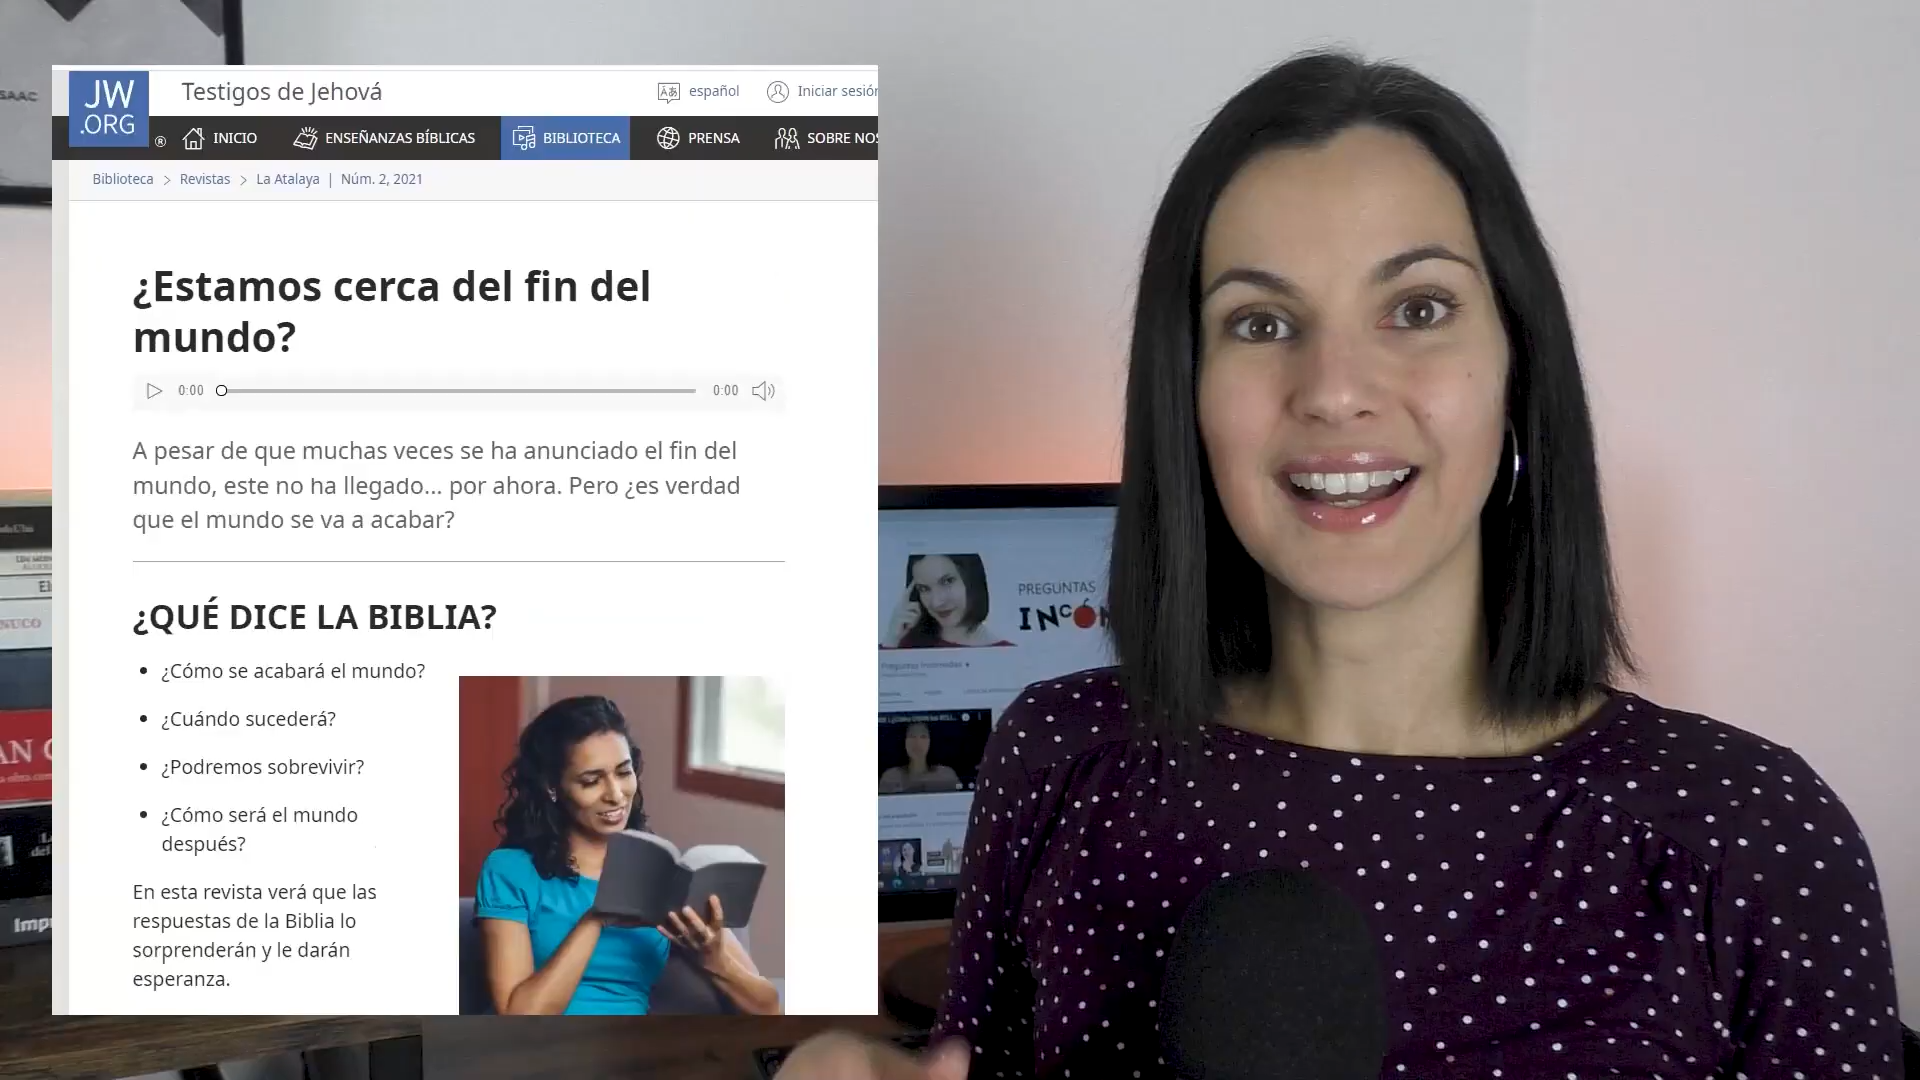 JW
.ORG
®
Testigos de Jehová
español
Iniciar sesión
INICIO
ENSEÑANZAS BÍBLICAS
BIBLIOTECA
PRENSA
SOBRE NOS
Biblioteca > Revistas > La Atalaya | Núm. 2, 2021
¿Estamos cerca del fin del
mundo?
0:00
0:00
A pesar de que muchas veces se ha anunciado el fin del
mundo, este no ha llegado... por ahora. Pero ¿es verdad
que el mundo se va a acabar?
¿QUÉ DICE LA BIBLIA?
• ¿Cómo se acabará el mundo?
• ¿Cuándo sucederá?
• ¿Podremos sobrevivir?
• ¿Cómo será el mundo
después?
En esta revista verá que las
respuestas de la Biblia lo
sorprenderán y le darán
esperanza.
PREGUNTAS
INCÓ